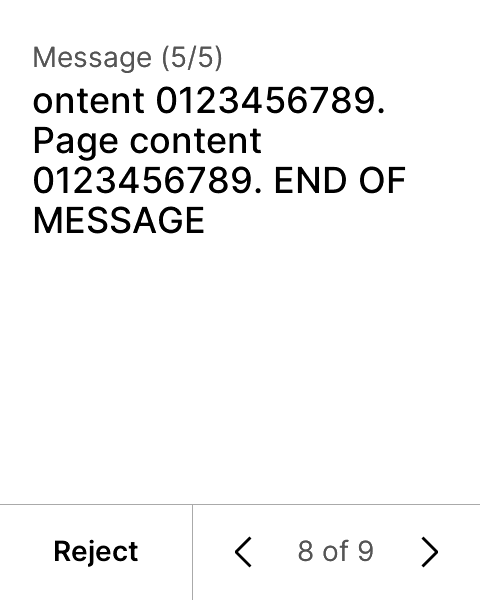 Message (5/5)
ontent 0123456789.
Page content
0123456789. END OF
MESSAGE
Reject
8 of 9